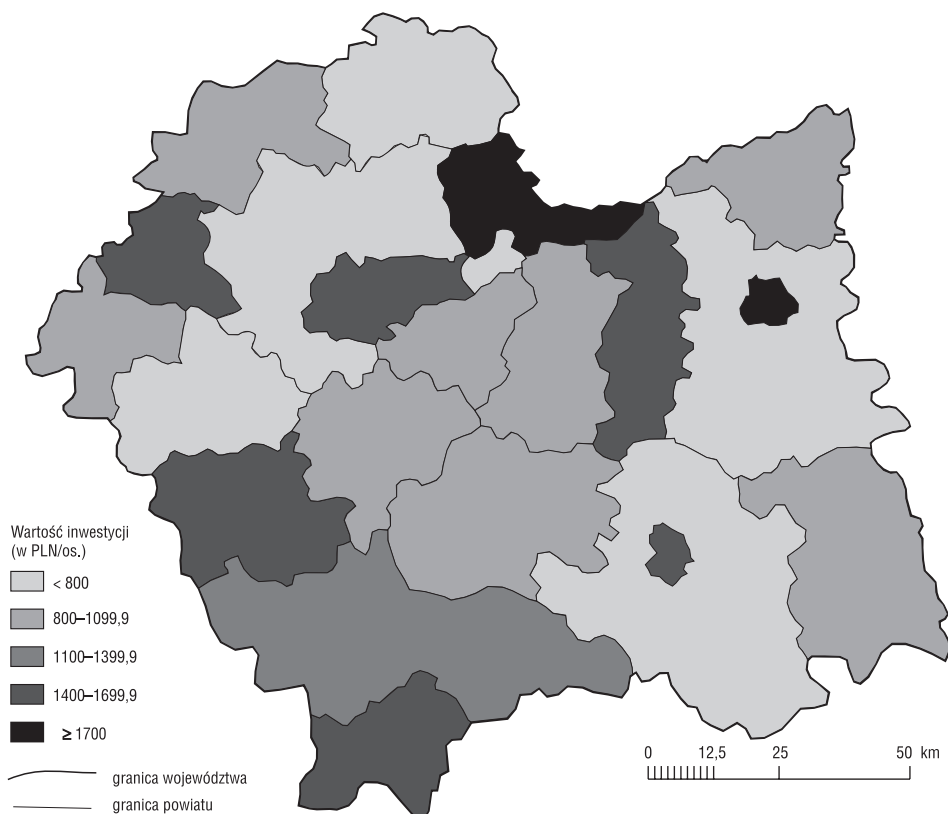 Wartość inwestycji
(w PLN/os.)
< 800
800–1099,9
1100–1399,9
1400–1699,9
≥ 1700
granica województwa
granica powiatu
0 12,5 25 50 km